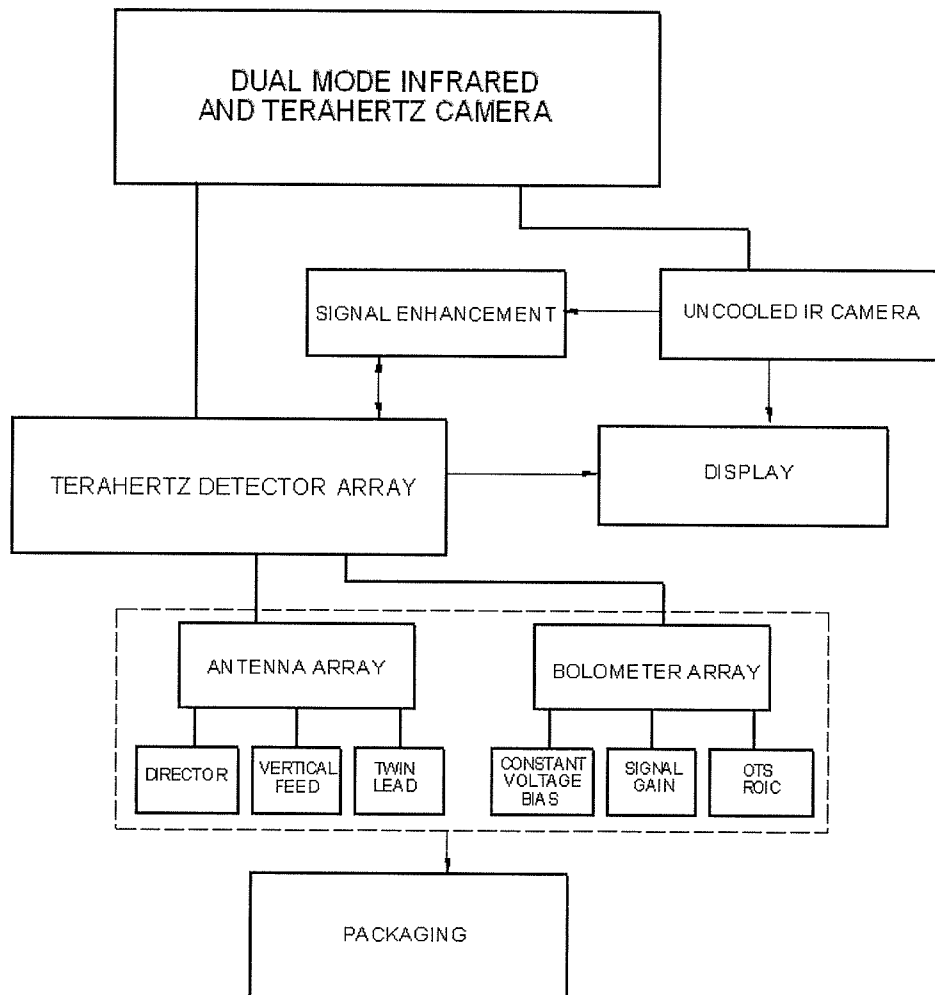 DUAL MODE INFRARED
AND TERAHERTZ CAMERA
SIGNAL ENHANCEMENT
UNCOOLED IR CAMERA
TERAHERTZ DETECTOR ARRAY
DISPLAY
ANTENNA ARRAY
BOLOMETER ARRAY
DIRECTOR
VERTICAL
FEED
TWIN
LEAD
CONSTANT
VOLTAGE
BIAS
SIGNAL
GAIN
OTS
ROIC
PACKAGING